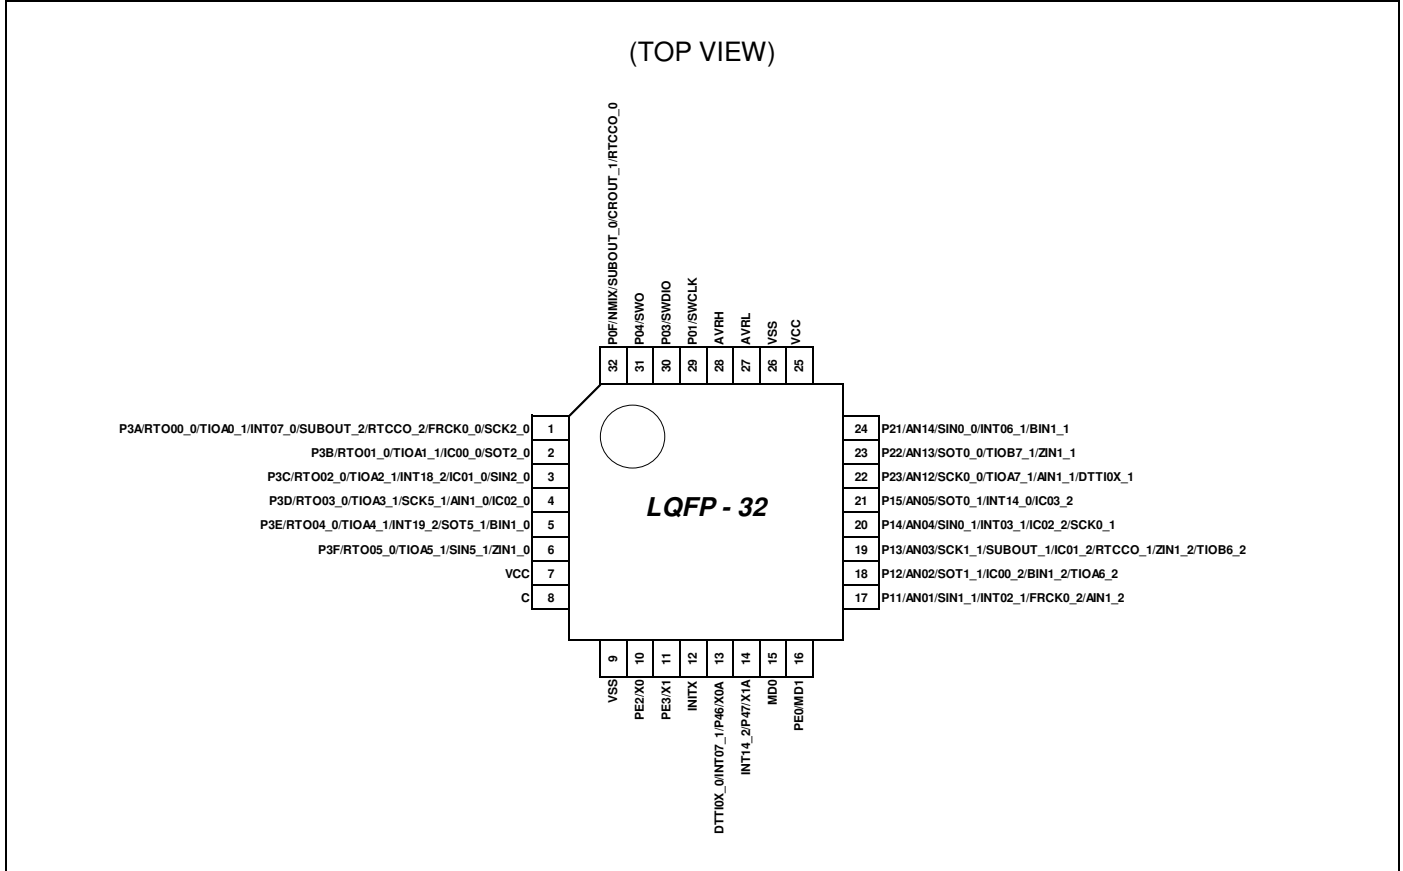 (TOP VIEW)
P0F/NMIX/SUBOUT_0/CROUT_1/RTCCO_0
P04/SWO
P03/SWDIO
P01/SWCLK
AVRH
AVRL
VSS
VCC
32
31
30
29
28
27
26
25
P3A/RTO00_0/TIOA0_1/INT07_0/SUBOUT_2/RTCCO_2/FRCK0_0/SCK2_0 1
P3B/RTO01_0/TIOA1_1/IC00_0/SOT2_0 2
P3C/RTO02_0/TIOA2_1/INT18_2/IC01_0/SIN2_0 3
P3D/RTO03_0/TIOA3_1/SCK5_1/AIN1_0/IC02_0 4
P3E/RTO04_0/TIOA4_1/INT19_2/SOT5_1/BIN1_0 5
P3F/RTO05_0/TIOA5_1/SIN5_1/ZIN1_0 6
VCC 7
C 8
LQFP - 32
24 P21/AN14/SIN0_0/INT06_1/BIN1_1
23 P22/AN13/SOT0_0/TIOB7_1/ZIN1_1
22 P23/AN12/SCK0_0/TIOA7_1/AIN1_1/DTTI0X_1
21 P15/AN05/SOT0_1/INT14_0/IC03_2
20 P14/AN04/SIN0_1/INT03_1/IC02_2/SCK0_1
19 P13/AN03/SCK1_1/SUBOUT_1/IC01_2/RTCCO_1/ZIN1_2/TIOB6_2
18 P12/AN02/SOT1_1/IC00_2/BIN1_2/TIOA6_2
17 P11/AN01/SIN1_1/INT02_1/FRCK0_2/AIN1_2
9
10
11
12
13
14
15
16
VSS
PE2/X0
PE3/X1
INITX
DTTI0X_0/INT07_1/P46/X0A
INT14_2/P47/X1A
MD0
PE0/MD1